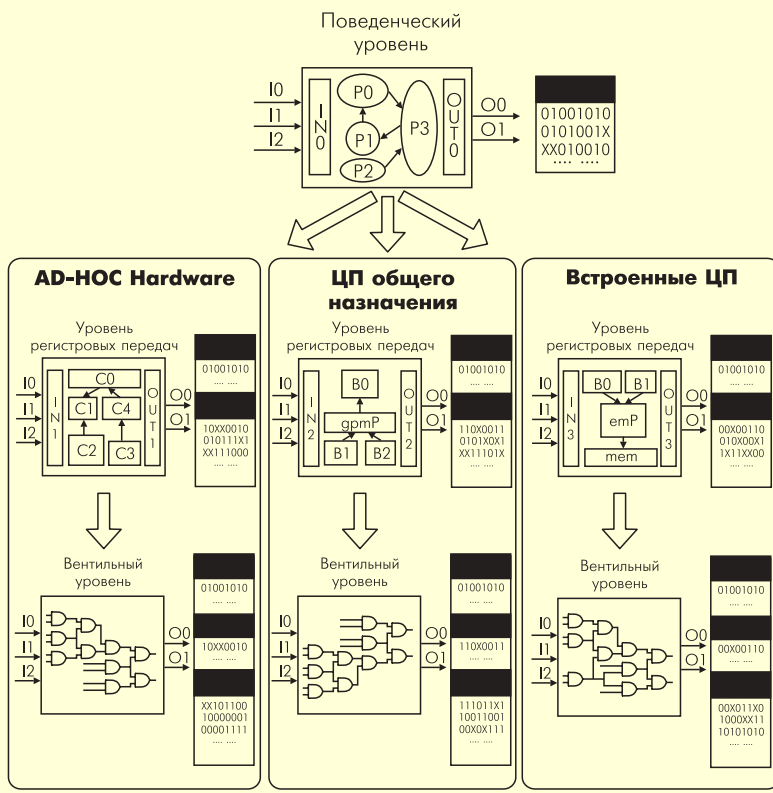 Поведенческий
уровень
I0
I1
I2
IN0
P0
P1
P2
P3
OUT0
O0
O1
01001010
0101001X
XX010010
.... ....
AD-HOC Hardware
Уровень
регистровых передач
I0
I1
I2
IN1
C0
C1
C4
C2
C3
OUT1
O0
O1
01001010
.... ....
10XX0010
010111X1
XX111000
.... ....
Вентильный
уровень
I0
I1
I2
O0
O1
01001010
.... ....
10XX0010
.... ....
XX101100
10000001
00001111
.... ....
ЦП общего
назначения
Уровень
регистровых передач
I0
I1
I2
IN2
B0
gpmP
B1
B2
OUT2
O0
O1
01001010
.... ....
110X0011
0101X0X1
XX11101X
.... ....
Вентильный
уровень
I0
I1
I2
O0
O1
01001010
.... ....
110X0011
.... ....
111011X1
10011001
00X0X111
.... ....
Встроенные ЦП
Уровень
регистровых передач
I0
I1
I2
IN3
B0
B1
emP
mem
OUT3
O0
O1
01001010
.... ....
00X00110
010X00X1
1X11XX00
.... ....
Вентильный
уровень
I0
I1
I2
O0
O1
01001010
.... ....
00X00110
.... ....
00X011X0
1000XX11
10101010
.... ....